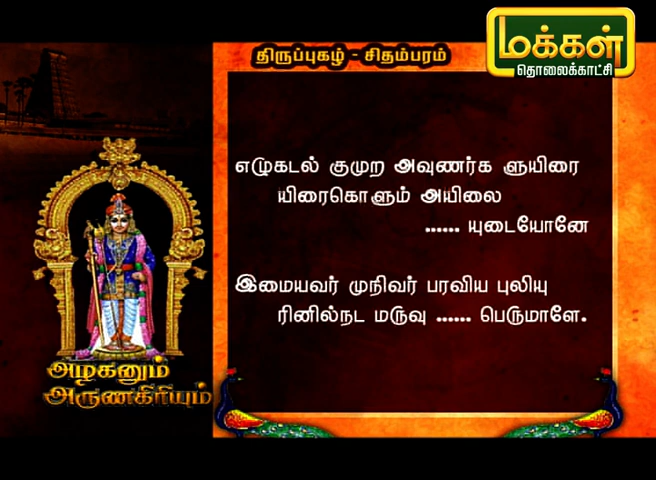 மக்கள்
தொலைக்காட்சி
திருப்புகழ் - சிதம்பரம்
எழுகடல் குமுற அவுணர்க ளுயிரை
யிரைகொளும் அயிலை
...... யுடையோனே
இமையவர் முநிவர் பரவிய புலியு
ரினில்நட மருவு ...... பெருமாளே.
அழகனும்
அருணகிரியும்